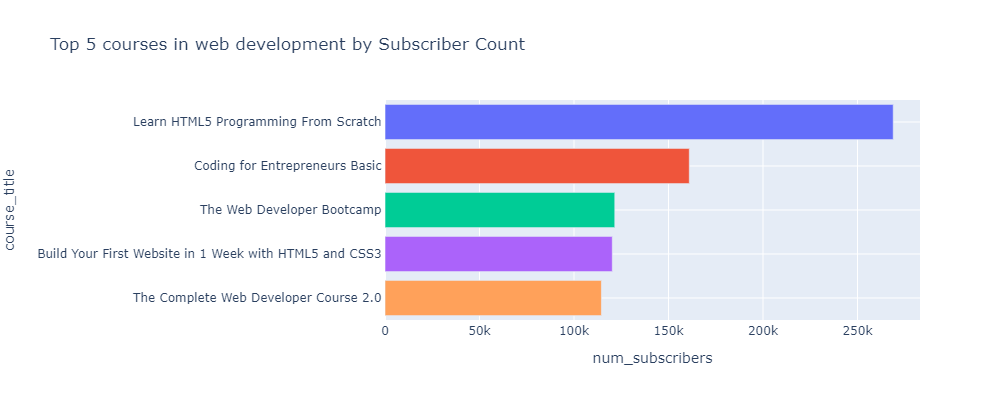 Top 5 courses in web development by Subscriber Count
course_title
Learn HTML5 Programming From Scratch
Coding for Entrepreneurs Basic
The Web Developer Bootcamp
Build Your First Website in 1 Week with HTML5 and CSS3
The Complete Web Developer Course 2.0
0 50k 100k 150k 200k 250k
num_subscribers